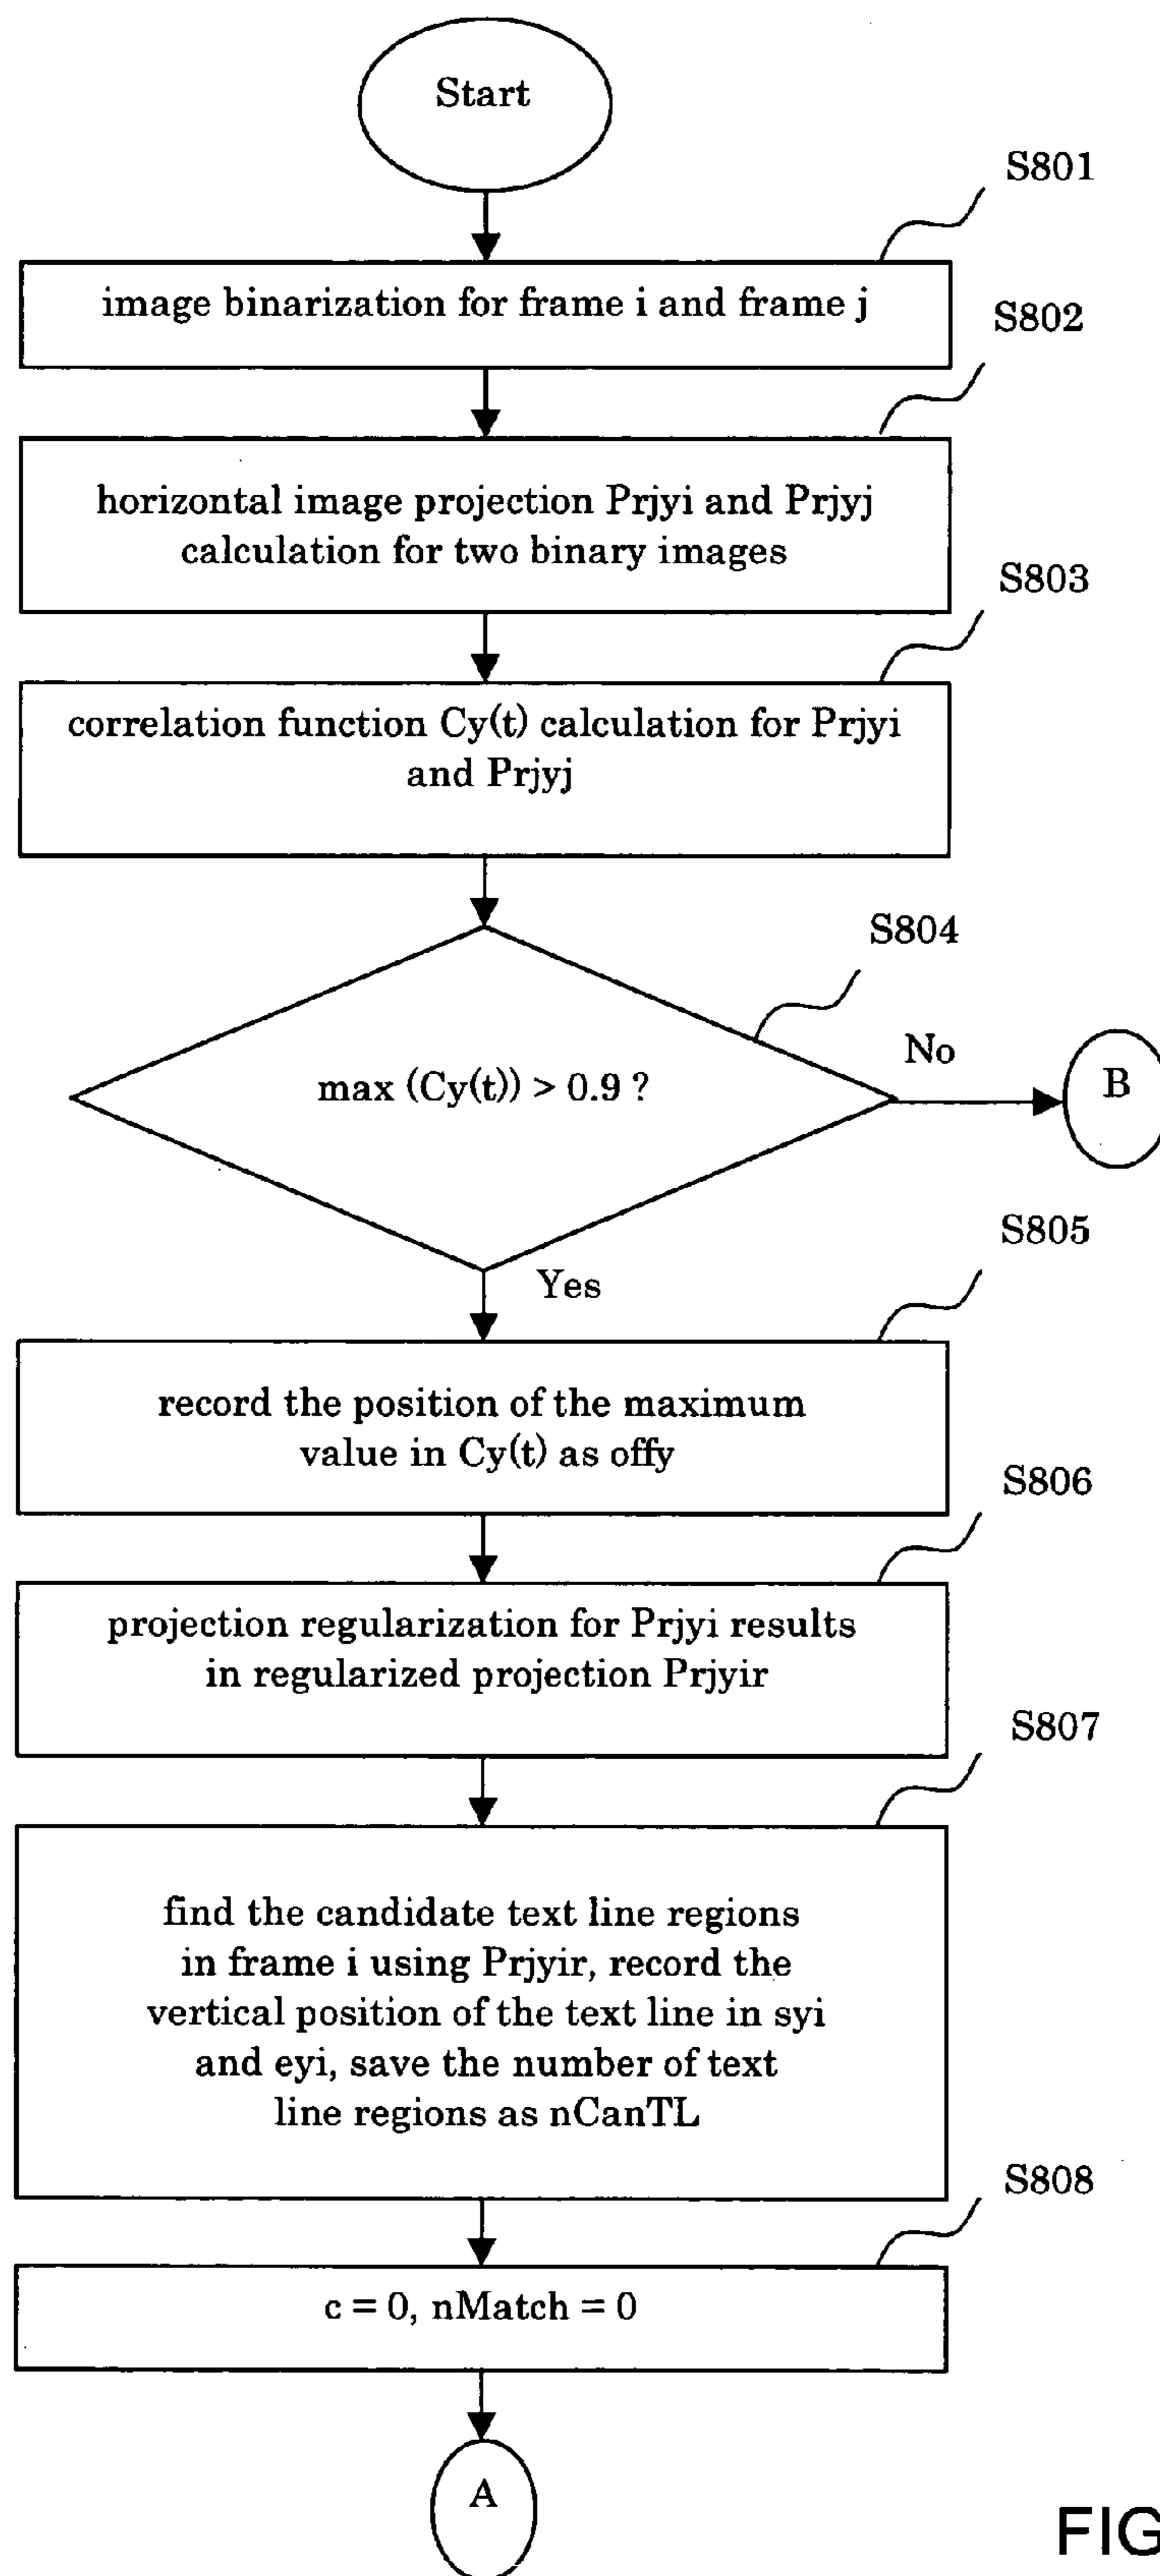 Start
S801
image binarization for frame i and frame j
S802
horizontal image projection Prjyi and Prjyj
calculation for two binary images
S803
correlation function Cy(t) calculation for Prjyi
and Prjyj
S804
max (Cy(t)) > 0.9 ?
No
B
Yes
S805
record the position of the maximum
value in Cy(t) as offy
S806
projection regularization for Prjyi results
in regularized projection Prjyir
S807
find the candidate text line regions
in frame i using Prjyir, record the
vertical position of the text line in syi
and eyi, save the number of text
line regions as nCanTL
S808
c = 0, nMatch = 0
A
FIG